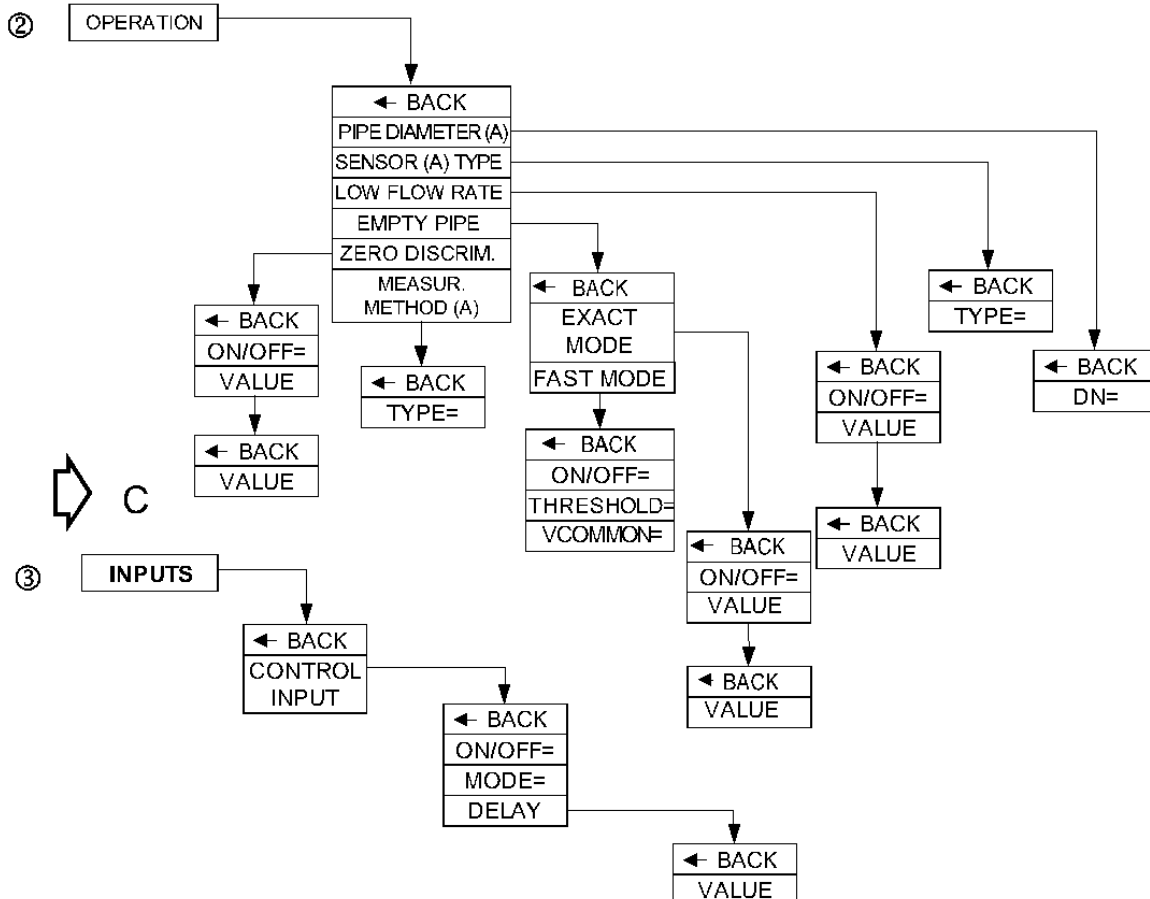 ② OPERATION
← BACK
PIPE DIAMETER (A)
SENSOR (A) TYPE
LOW FLOW RATE
EMPTY PIPE
ZERO DISCRIM.
MEASUR.
METHOD (A)
← BACK
ON/OFF=
VALUE
← BACK
VALUE
← BACK
TYPE=
← BACK
EXACT
MODE
FAST MODE
← BACK
ON/OFF=
THRESHOLD=
VCOMMON=
← BACK
ON/OFF=
VALUE
← BACK
VALUE
← BACK
ON/OFF=
VALUE
← BACK
VALUE
← BACK
TYPE=
← BACK
DN=
C
③ INPUTS
← BACK
CONTROL
INPUT
← BACK
ON/OFF=
MODE=
DELAY
← BACK
VALUE